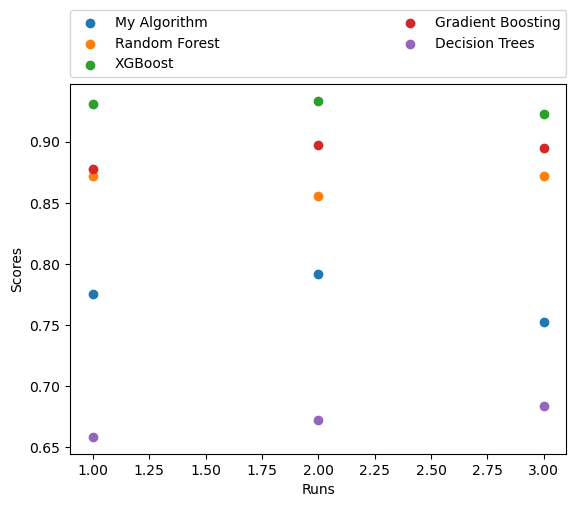 My Algorithm
Random Forest
XGBoost
Gradient Boosting
Decision Trees
0.90
0.85
0.80
0.75
0.70
0.65
Scores
1.00 1.25 1.50 1.75 2.00 2.25 2.50 2.75 3.00
Runs